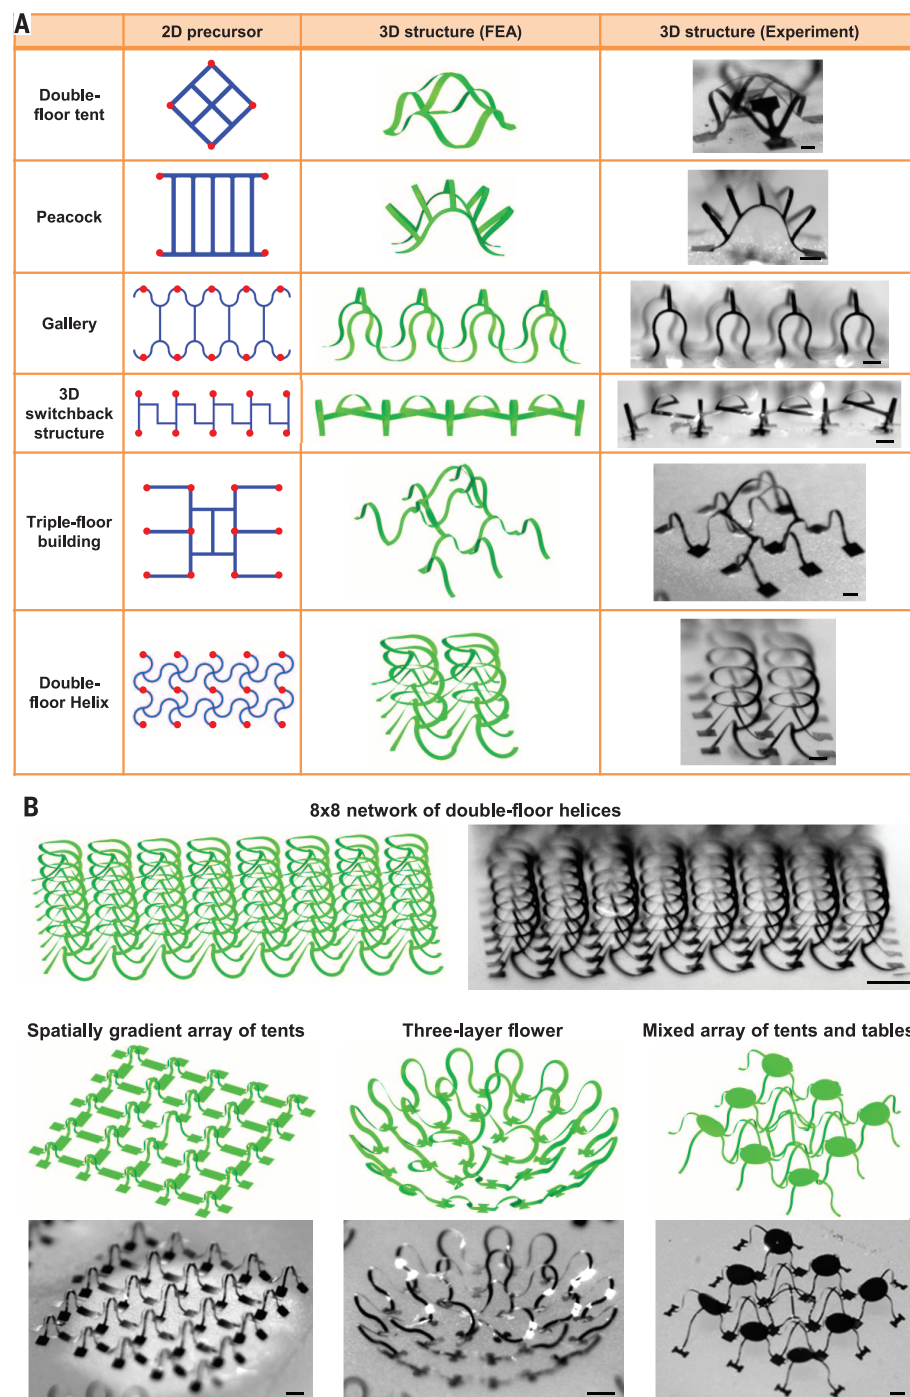 A
2D precursor
3D structure (FEA)
3D structure (Experiment)
Double-
floor tent
Peacock
Gallery
3D
switchback
structure
Triple-floor
building
Double-
floor Helix
B
8x8 network of double-floor helices
Spatially gradient array of tents
Three-layer flower
Mixed array of tents and tables